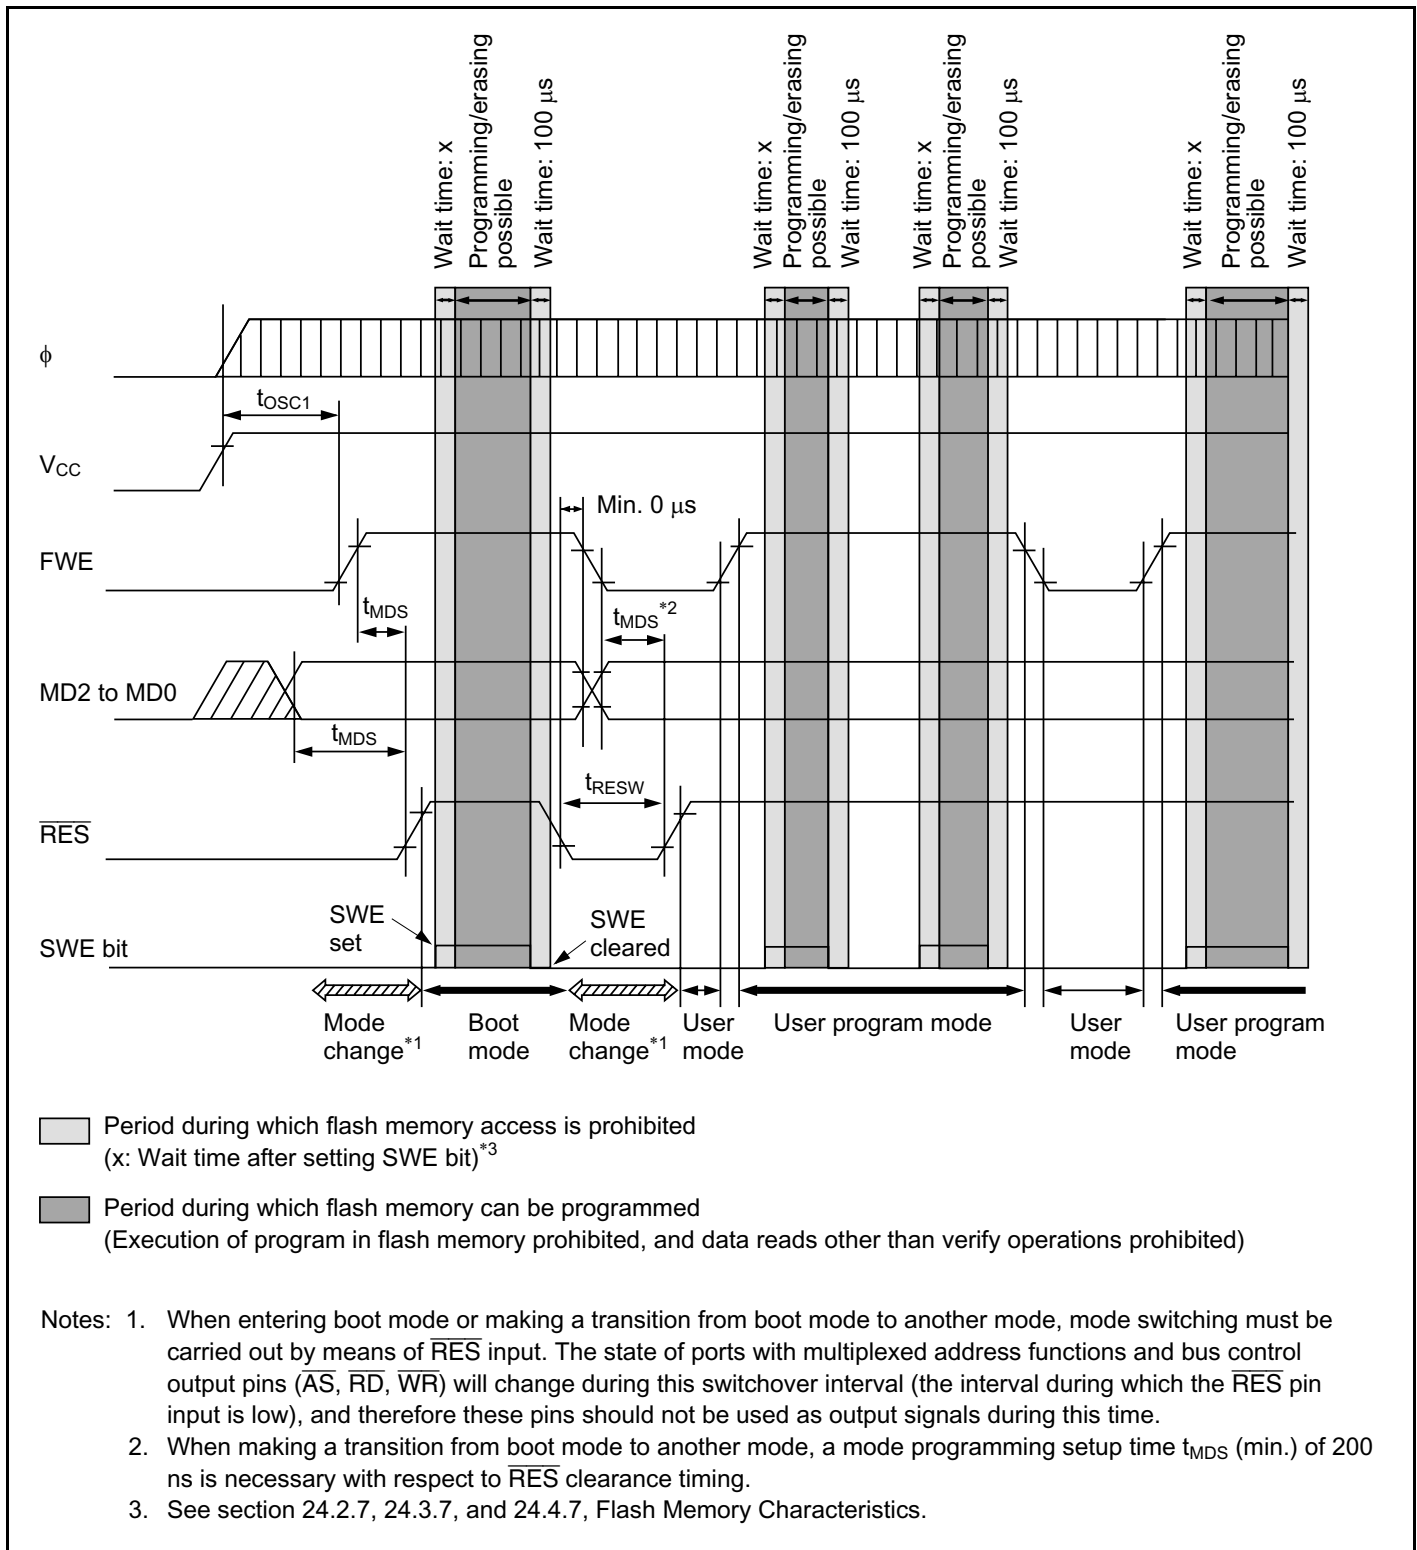 Wait time: x
Programming/erasing
possible
Wait time: 100 μs
Wait time: x
Programming/erasing
possible
Wait time: 100 μs
Wait time: x
Programming/erasing
possible
Wait time: 100 μs
Wait time: x
Programming/erasing
possible
Wait time: 100 μs
φ
tOSC1
VCC
Min. 0 μs
FWE
tMDS
tMDS*2
MD2 to MD0
tMDS
tRESW
RES
SWE
set
SWE
cleared
SWE bit
Mode
change*1
Boot
mode
Mode
change*1
User
mode
User program mode
User
mode
User program
mode
Period during which flash memory access is prohibited
(x: Wait time after setting SWE bit)*3
Period during which flash memory can be programmed
(Execution of program in flash memory prohibited, and data reads other than verify operations prohibited)
Notes: 1. When entering boot mode or making a transition from boot mode to another mode, mode switching must be
carried out by means of RES input. The state of ports with multiplexed address functions and bus control
output pins (AS, RD, WR) will change during this switchover interval (the interval during which the RES pin
input is low), and therefore these pins should not be used as output signals during this time.
2. When making a transition from boot mode to another mode, a mode programming setup time tMDS (min.) of 200
ns is necessary with respect to RES clearance timing.
3. See section 24.2.7, 24.3.7, and 24.4.7, Flash Memory Characteristics.